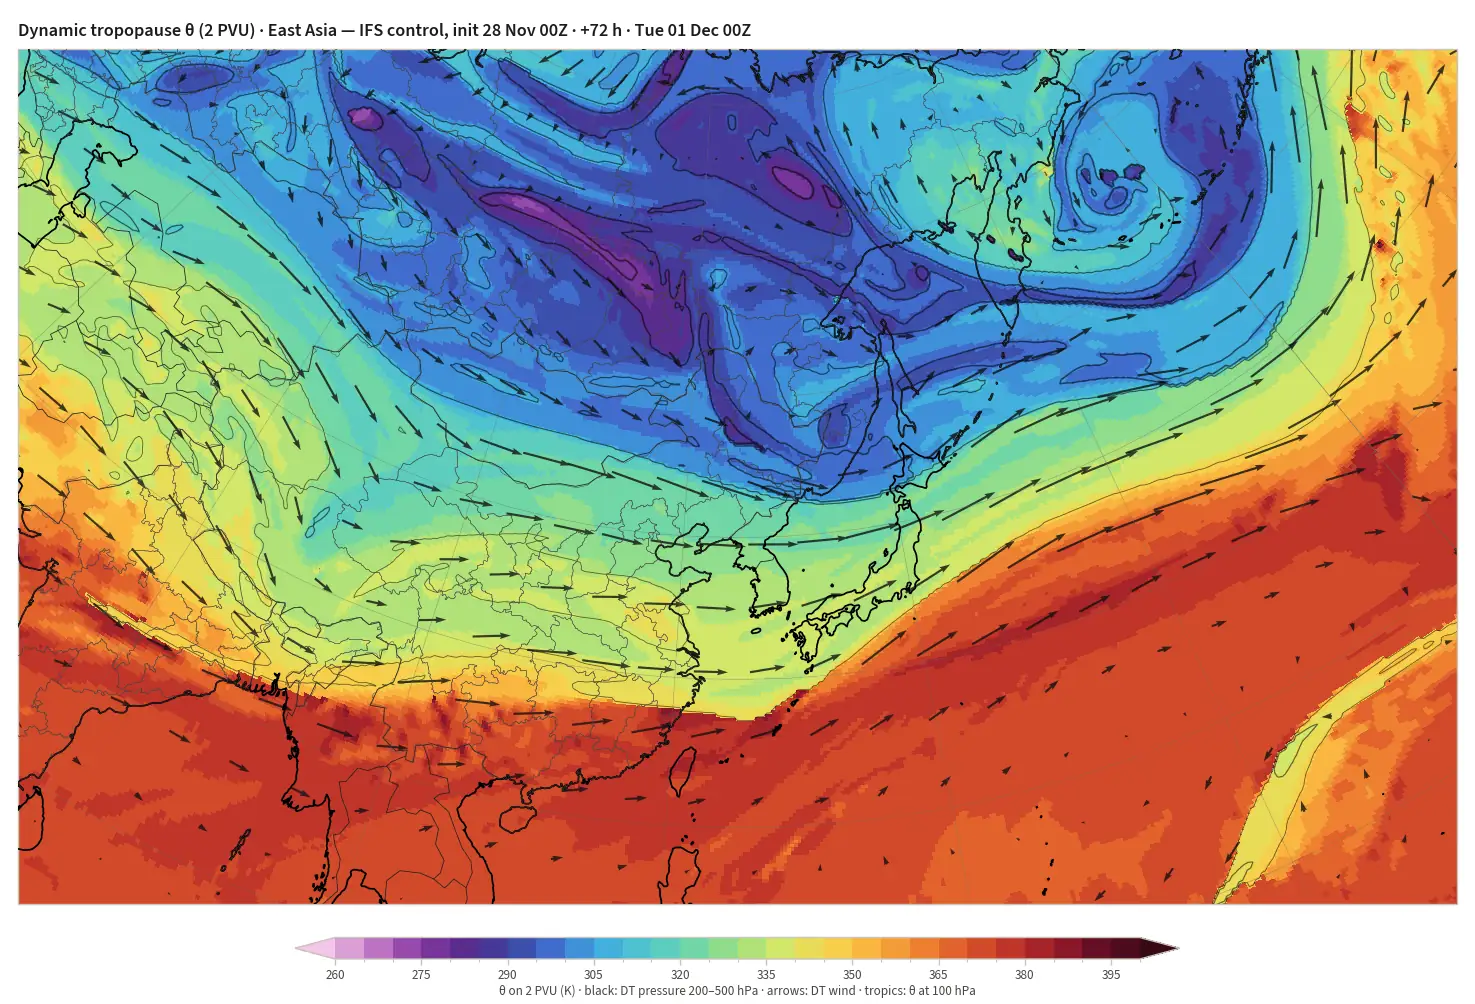 Dynamic tropopause θ (2 PVU) · East Asia — IFS control, init 28 Nov 00Z · +72 h · Tue 01 Dec 00Z
260 275 290 305 320 335 350 365 380 395
θ on 2 PVU (K) · black: DT pressure 200–500 hPa · arrows: DT wind · tropics: θ at 100 hPa